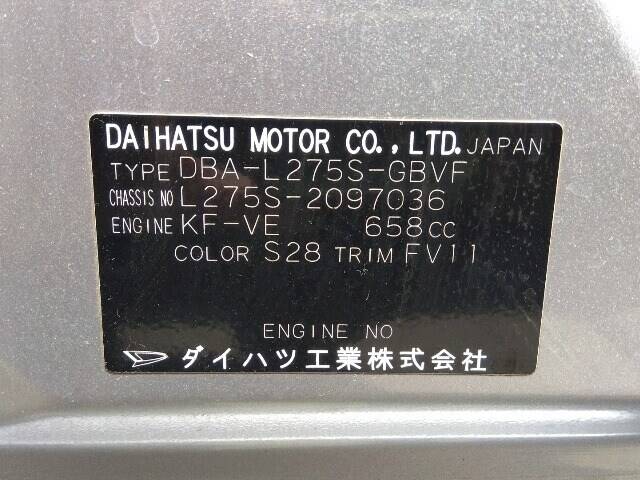 DAIHATSU MOTOR CO., LTD. JAPAN
TYPE DBA-L275S-GBVF
CHASSIS NO L275S-2097036
ENGINE KF-VE 658cc
COLOR S28 TRIM FV11
ENGINE NO
ダイハツ工業株式会社